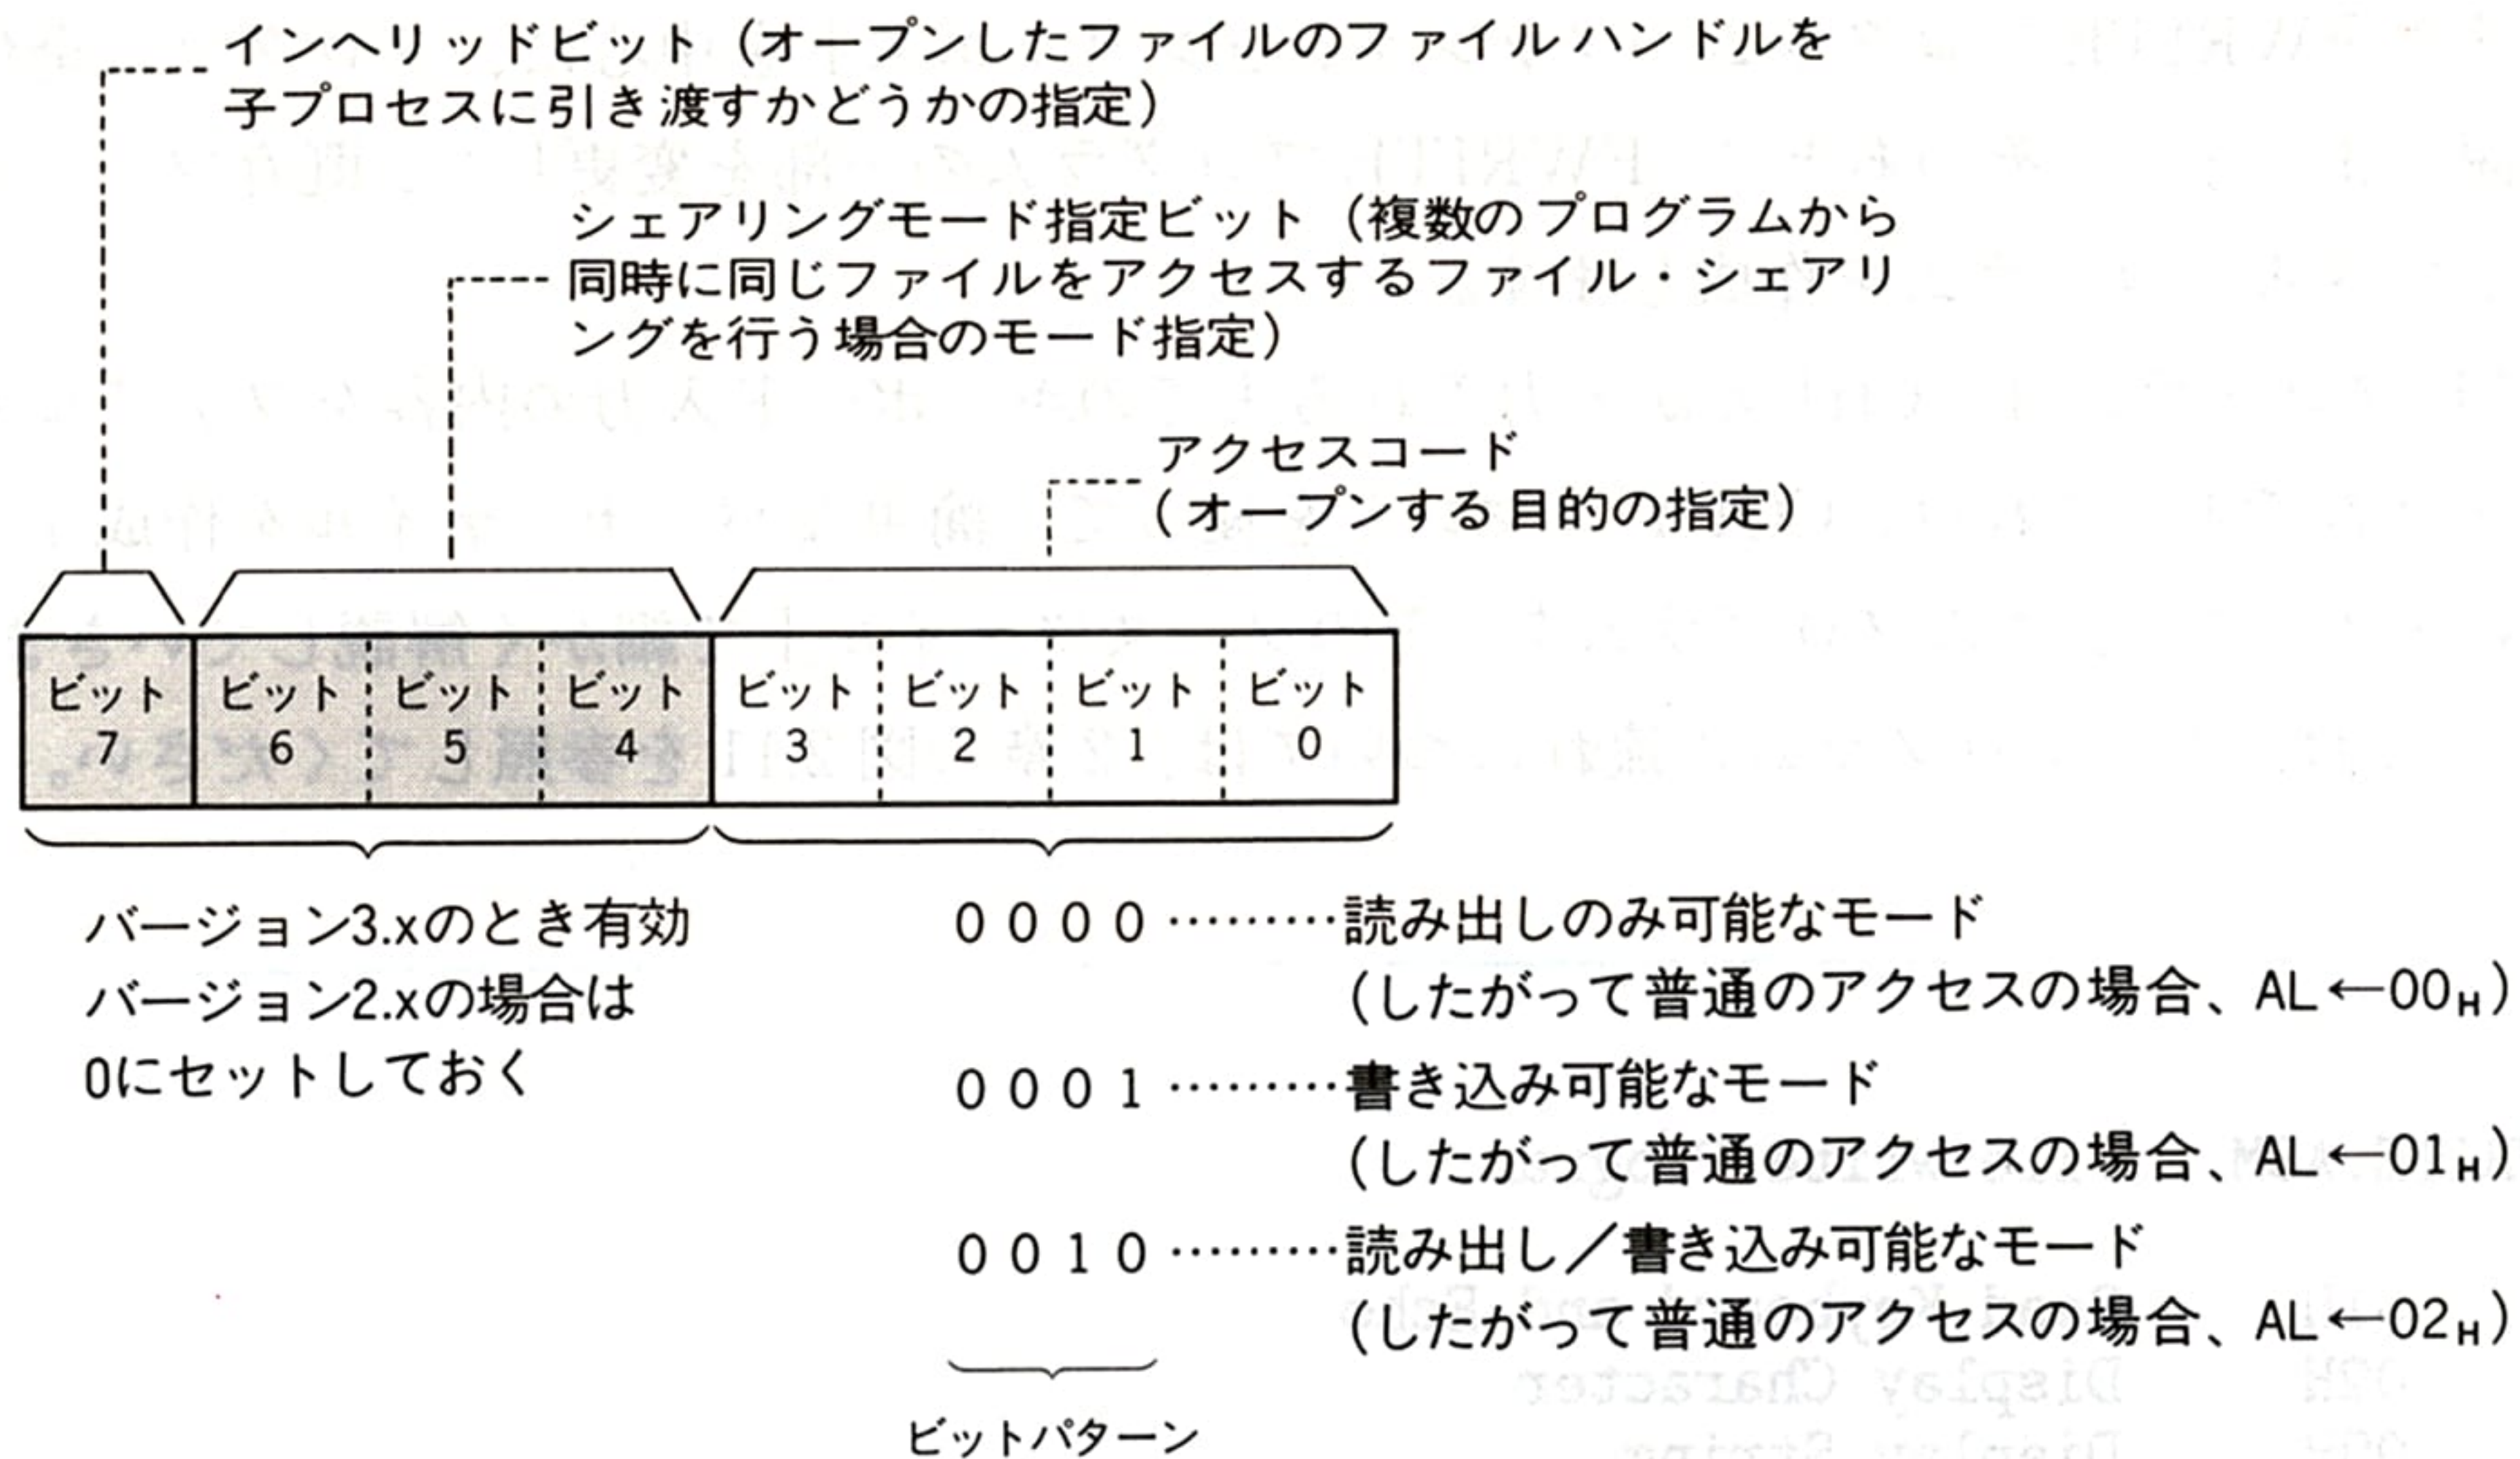 インヘリッドビット（オープンしたファイルのファイルハンドルを
子プロセスに引き渡すかどうかの指定）
シェアリングモード指定ビット（複数のプログラムから
同時に同じファイルをアクセスするファイル・シェアリ
ングを行う場合のモード指定）
アクセスコード
（オープンする目的の指定）
ビット ビット ビット ビット ビット ビット ビット ビット
7 6 5 4 3 2 1 0
バージョン3.xのとき有効
バージョン2.xの場合は
0にセットしておく
0 0 0 0 ………読み出しのみ可能なモード
（したがって普通のアクセスの場合、AL←00H）
0 0 0 1 ………書き込み可能なモード
（したがって普通のアクセスの場合、AL←01H）
0 0 1 0 ………読み出し／書き込み可能なモード
（したがって普通のアクセスの場合、AL←02H）
ビットパターン